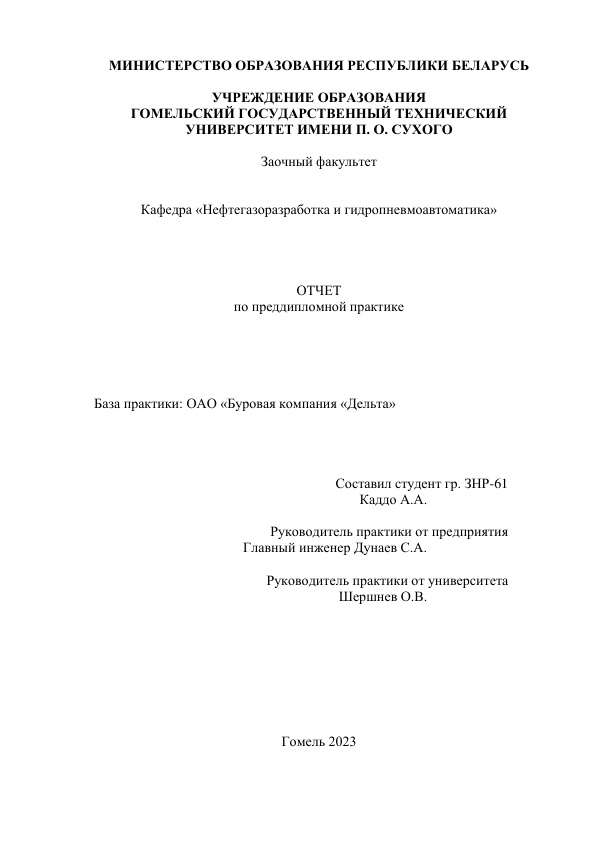 МИНИСТЕРСТВО ОБРАЗОВАНИЯ РЕСПУБЛИКИ БЕЛАРУСЬ
УЧРЕЖДЕНИЕ ОБРАЗОВАНИЯ
ГОМЕЛЬСКИЙ ГОСУДАРСТВЕННЫЙ ТЕХНИЧЕСКИЙ
УНИВЕРСИТЕТ ИМЕНИ П. О. СУХОГО
Заочный факультет
Кафедра «Нефтегазоразработка и гидропневмоавтоматика»
ОТЧЕТ
по преддипломной практике
База практики: ОАО «Буровая компания «Дельта»
Составил студент гр. ЗНР-61
Каддо А.А.
Руководитель практики от предприятия
Главный инженер Дунаев С.А.
Руководитель практики от университета
Шершнев О.В.
Гомель 2023